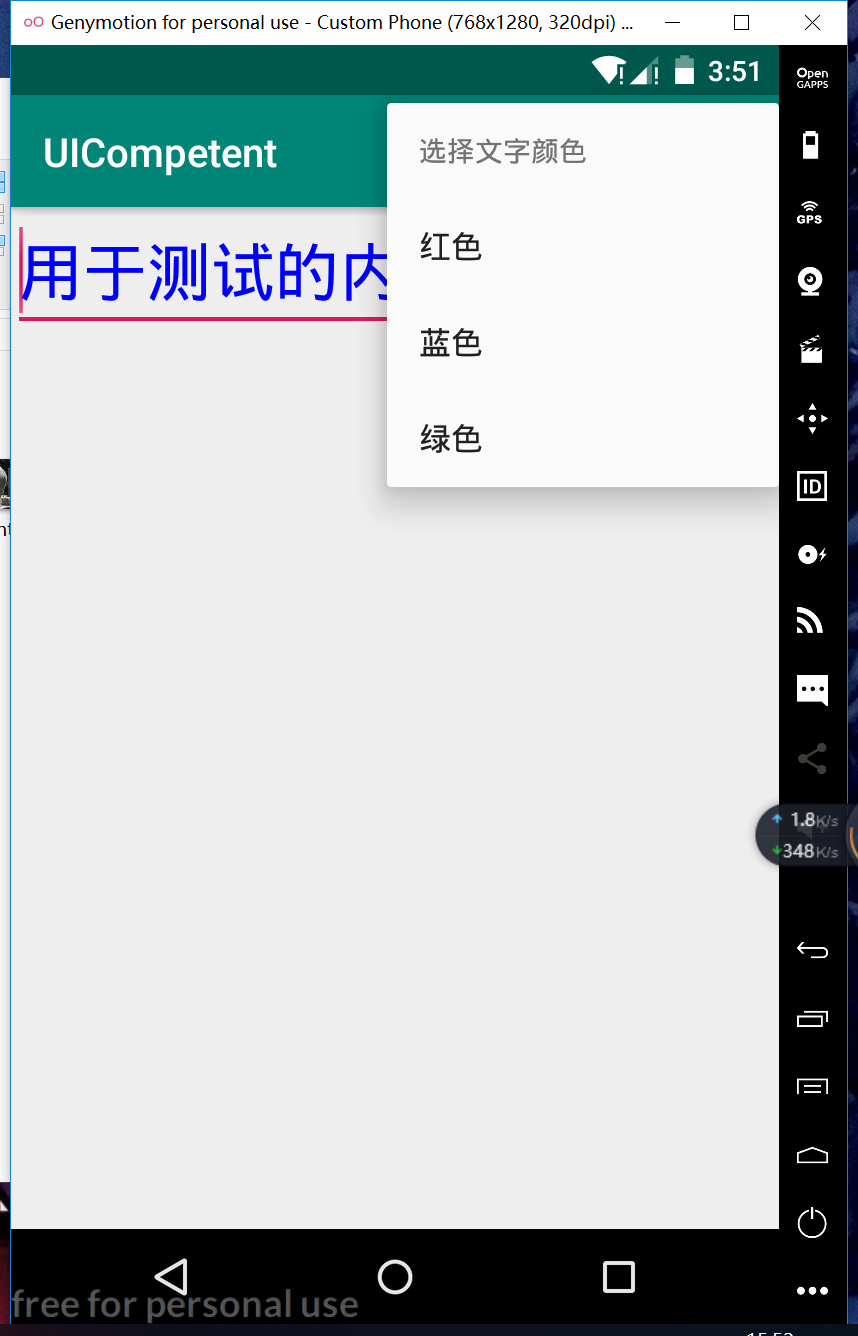 Genymotion for personal use - Custom Phone (768x1280, 320dpi) ...
3:51
Open
GAPPS
UICompetent
选择文字颜色
GPS
红色
用于测试的内
蓝色
绿色
ID
1.8K/s
348K/s
free for personal use